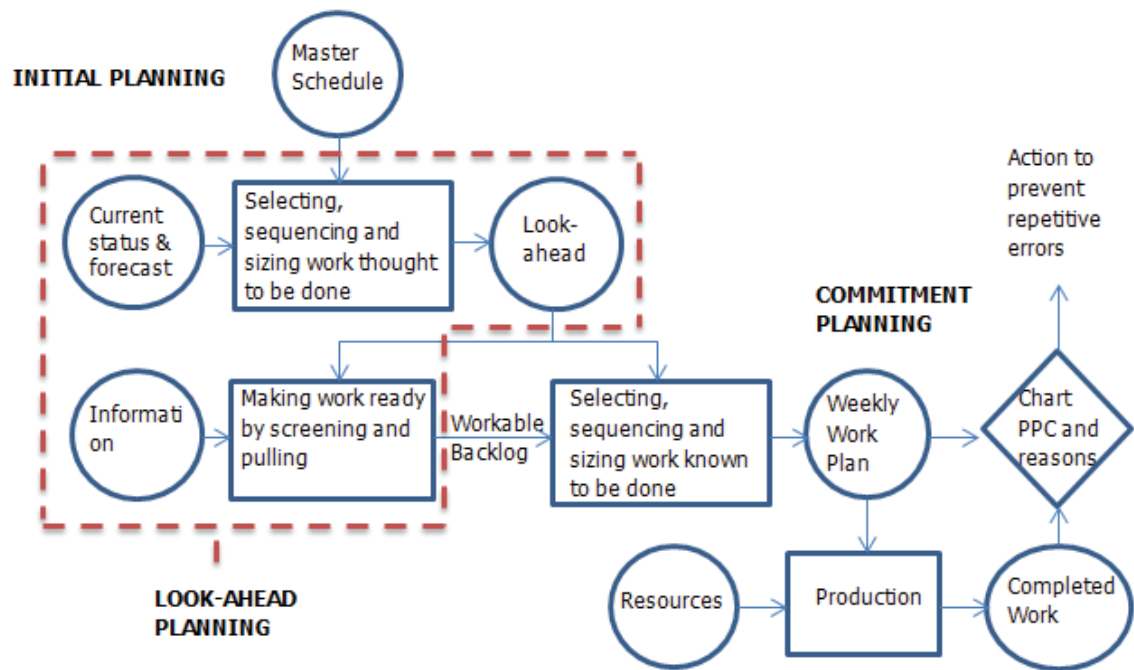 Master
Schedule
INITIAL PLANNING
Current
status &
forecast
Selecting,
sequencing and
sizing work thought
to be done
Look-
ahead
Action to
prevent
repetitive
errors
COMMITMENT
PLANNING
Informati
on
Making work ready
by screening and
pulling
Workable
Backlog
Selecting,
sequencing and
sizing work known
to be done
Weekly
Work
Plan
Chart
PPC and
reasons
LOOK-AHEAD
PLANNING
Resources
Production
Completed
Work